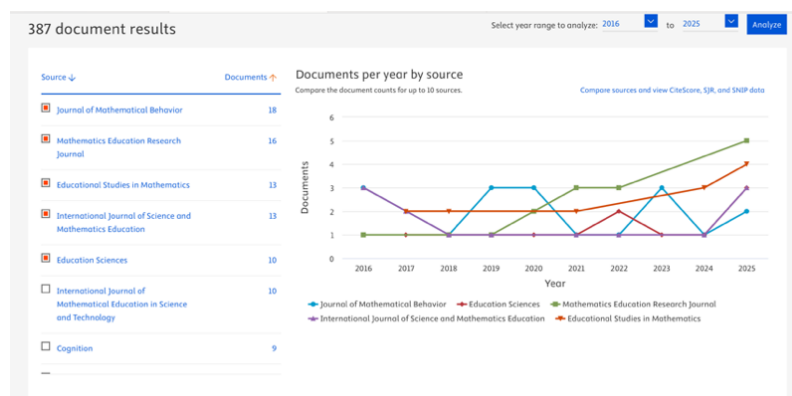 387 document results
Select year range to analyze: 2016 to 2025 Analyze
Source Documents
Journal of Mathematical Behavior 18
Mathematics Education Research
Journal 16
Educational Studies in Mathematics 13
International Journal of Science and
Mathematics Education 13
Education Sciences 10
International Journal of
Mathematical Education in Science
and Technology 10
Cognition 9
Documents per year by source
Compare the document counts for up to 10 sources.
Compare sources and view CiteScore, SJR, and SNIP data
Documents
6
5
4
3
2
1
0
2016 2017 2018 2019 2020 2021 2022 2023 2024 2025
Year
Journal of Mathematical Behavior Education Sciences Mathematics Education Research Journal
International Journal of Science and Mathematics Education Educational Studies in Mathematics